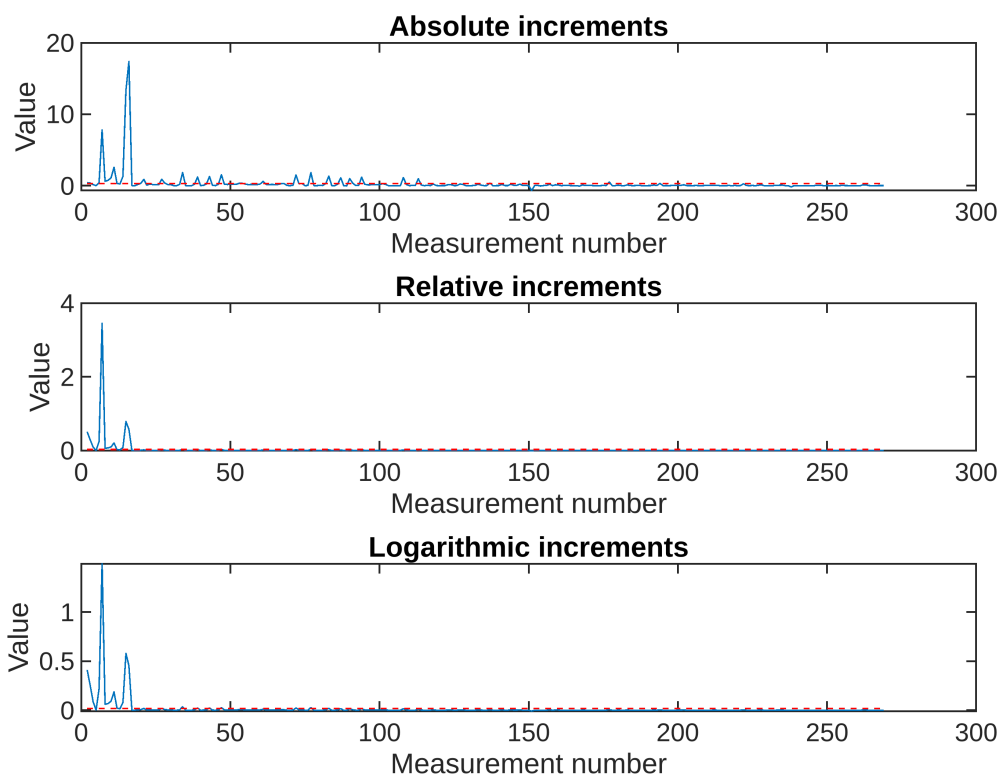 Absolute increments
20
10
0
Value
0 50 100 150 200 250 300
Measurement number
Relative increments
4
2
0
Value
0 50 100 150 200 250 300
Measurement number
Logarithmic increments
1
0.5
0
Value
0 50 100 150 200 250 300
Measurement number